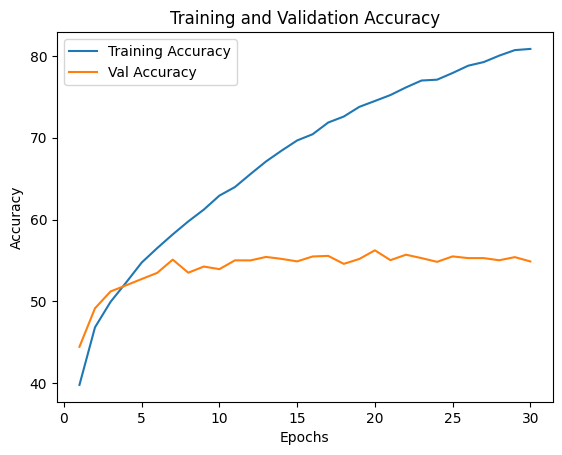 Training and Validation Accuracy
Training Accuracy
Val Accuracy
Accuracy
80
70
60
50
40
0 5 10 15 20 25 30
Epochs